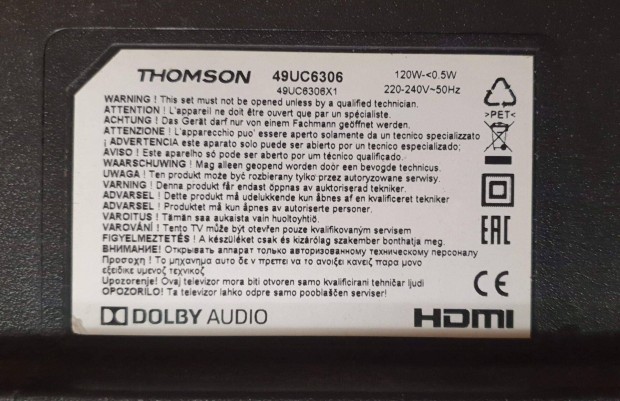 THOMSON 49UC6306 120W-<0.5W
49UC6306X1 220-240V~50Hz
WARNING ! This set must not be opened unless by a qualified technician.
ATTENTION ! L'appareil ne doit être ouvert que par un spécialiste.
ACHTUNG ! Das Gerät darf nur von einem Fachmann geöffnet werden.
ATTENZIONE ! L'apparecchio puo' essere aperto solamente da un tecnico specializzato
¡ ADVERTENCIA este aparato solo puede ser abierto por un técnico especializado;
AVISO ! Este aparelho só pode ser abierto por um técnico qualificado.
WAARSCHUWING ! Mag alleen geopend worden door een bevoegde technicus.
UWAGA ! Ten produkt może być rozbierany tylko przez autoryzowane serwisy.
VARNING ! Denna produkt får endast öppnas av auktoriserad tekniker.
ADVARSEL ! Dette produkt må udelukkende kun åbnes af en kvalificeret tekniker
ADVARSEL ! Produktet må kun åpnes av autoriserte personer.
VAROITUS ! Tämän saa aukaista vain huoltoyhtiö.
VAROVÁNÍ ! Tento TV může být otevřen pouze kvalifikovaným servisem
FIGYELMEZTETÉS ! A készüléket csak és kizárólag szakember bonthatja meg.
ВНИМАНИЕ! Открывать аппарат только авторизованному техническому персоналу
Προσοχη ! Το μηχανημα αυτο δε ν πρεπει να το ανοιξει κανεις παρα μονο
εξειδικε υμενος τεχνικος
Upozorenje! Ovaj televizor mora biti otvoren samo kvalificirani tehničar ljudi
OPOZORILO! Ta televizor lahko odpre samo pooblaščen serviser!
>PET<
EAC
CE
DOLBY AUDIO HDMI